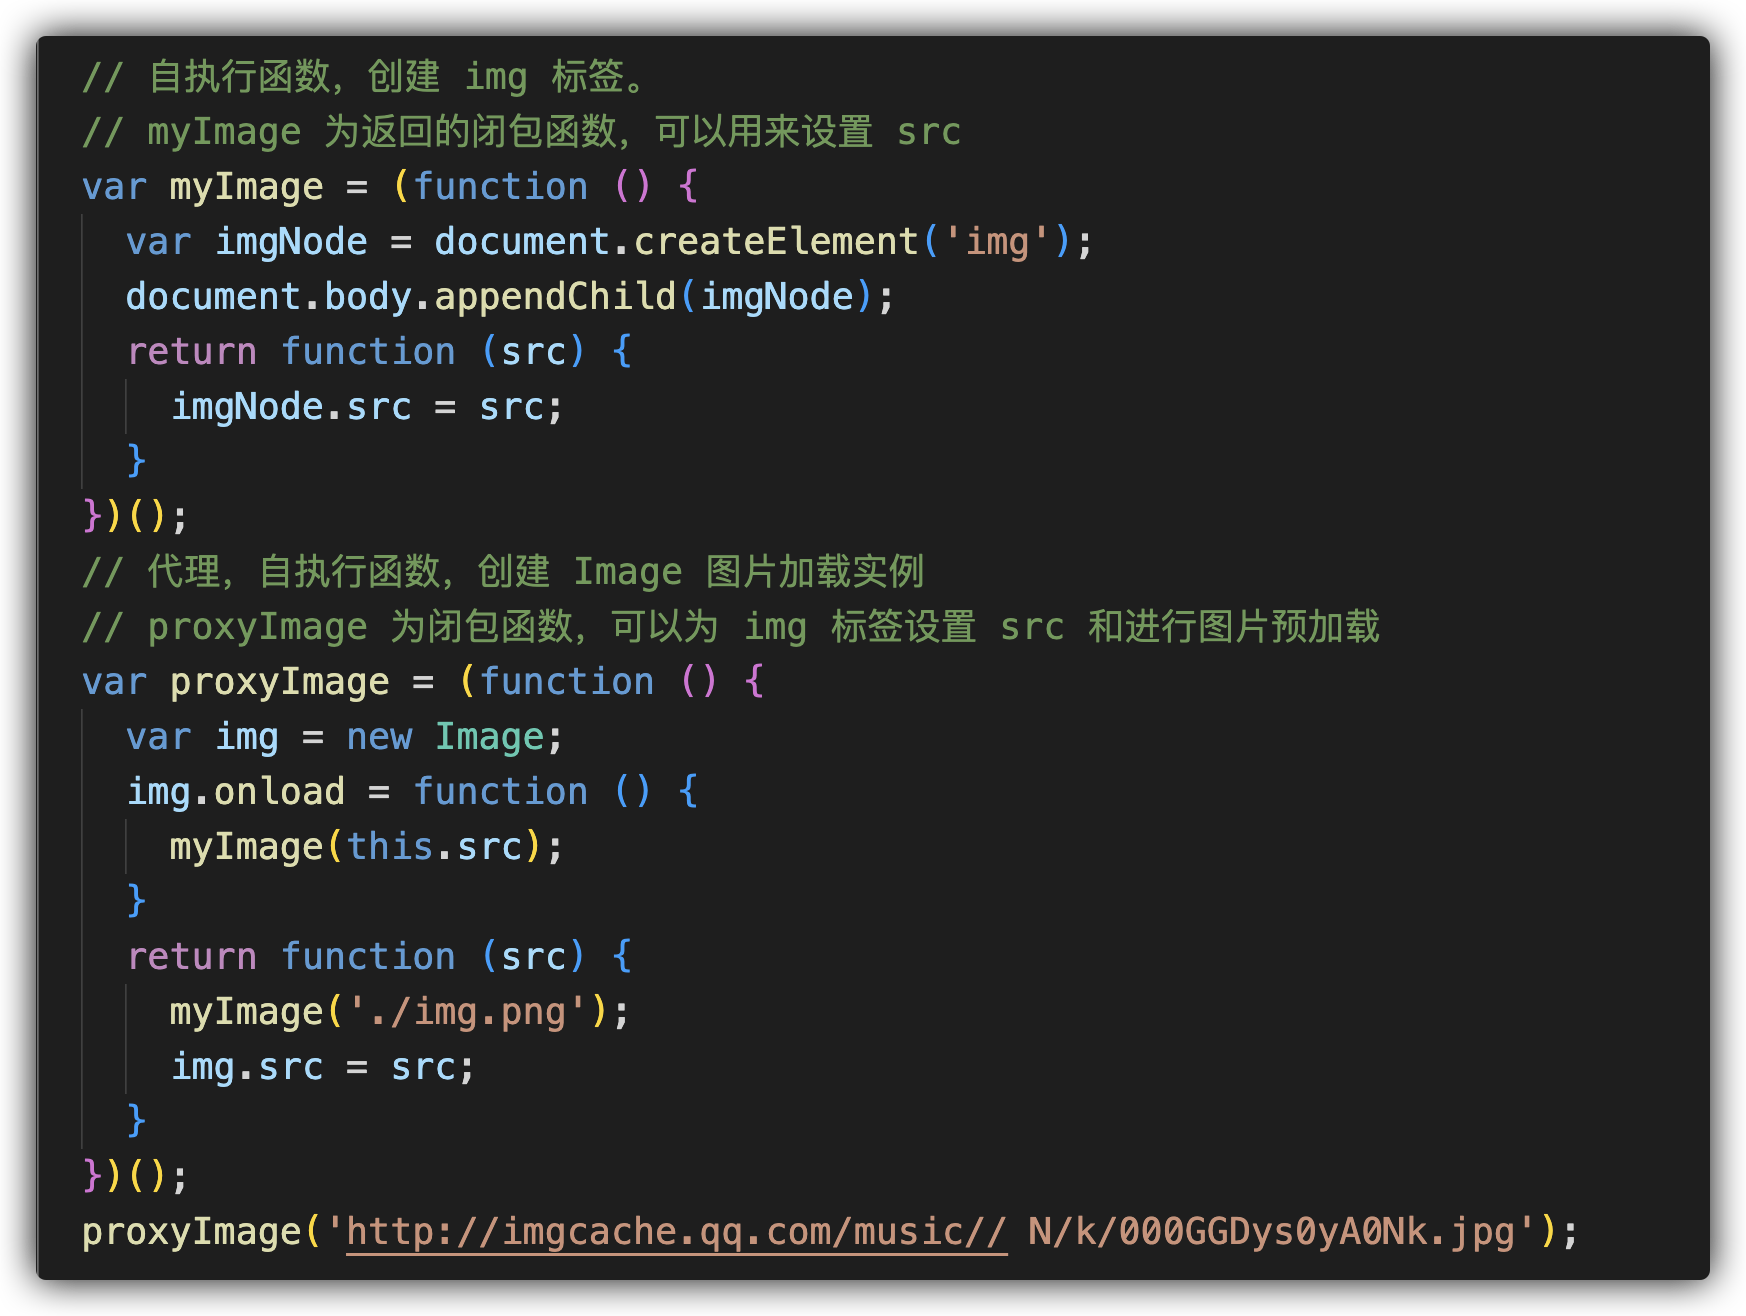 // 自执行函数，创建 img 标签。
// myImage 为返回的闭包函数，可以用来设置 src
var myImage = (function () {
  var imgNode = document.createElement('img');
  document.body.appendChild(imgNode);
  return function (src) {
    imgNode.src = src;
  }
})();
// 代理，自执行函数，创建 Image 图片加载实例
// proxyImage 为闭包函数，可以为 img 标签设置 src 和进行图片预加载
var proxyImage = (function () {
  var img = new Image;
  img.onload = function () {
    myImage(this.src);
  }
  return function (src) {
    myImage('./img.png');
    img.src = src;
  }
})();
proxyImage('http://imgcache.qq.com/music// N/k/000GGDys0yA0Nk.jpg');